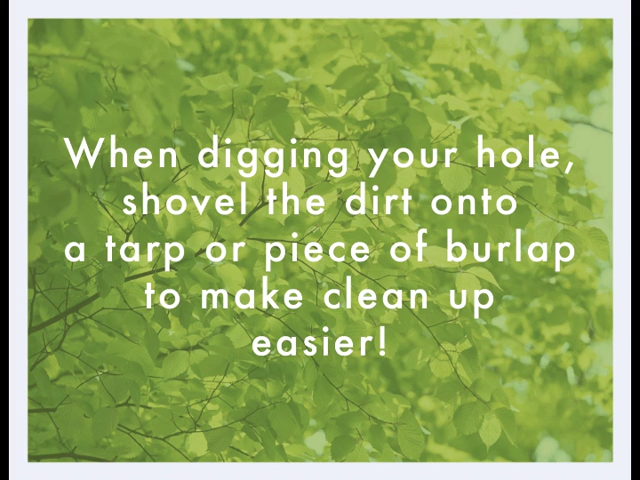 When digging your hole,
shovel the dirt onto
a tarp or piece of burlap
to make clean up
easier!